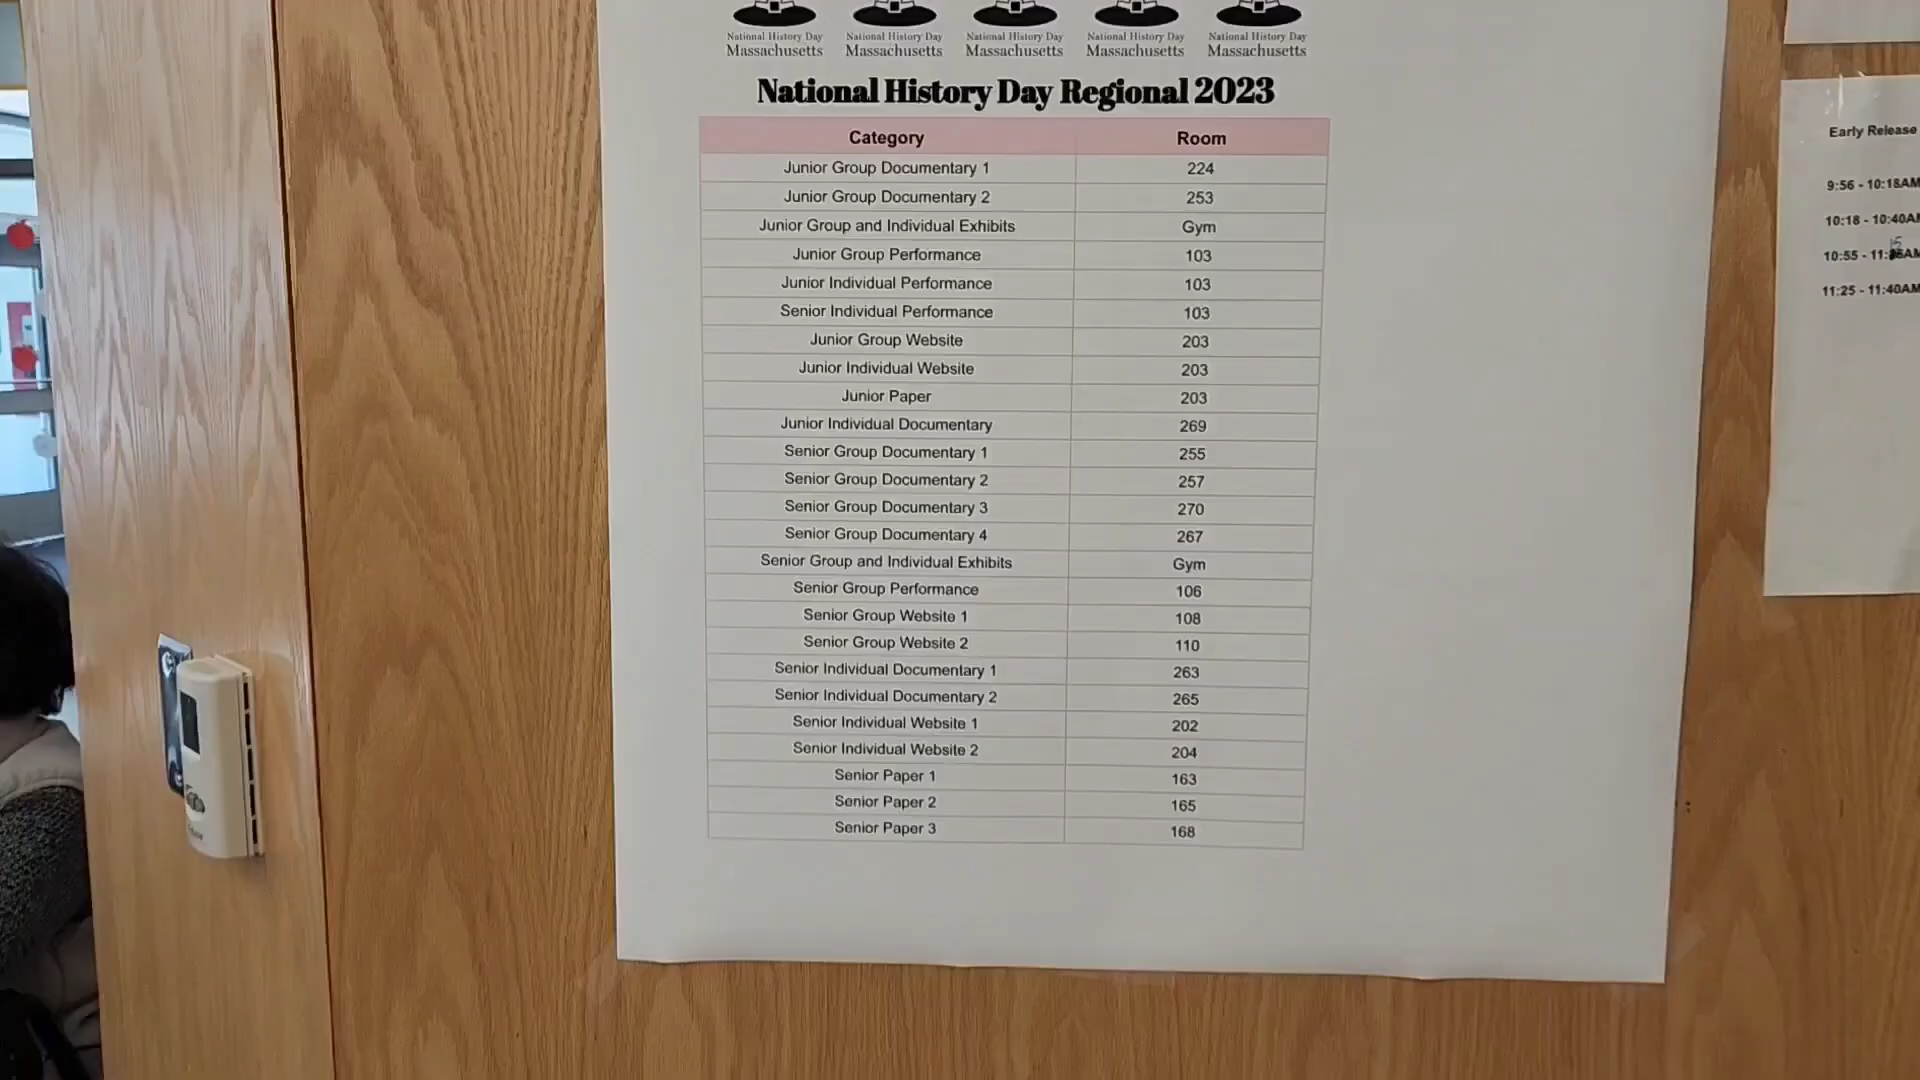 National History Day National History Day National History Day National History Day National History Day
Massachusetts Massachusetts Massachusetts Massachusetts Massachusetts
National History Day Regional 2023
Category Room
Junior Group Documentary 1 224
Junior Group Documentary 2 253
Junior Group and Individual Exhibits Gym
Junior Group Performance 103
Junior Individual Performance 103
Senior Individual Performance 103
Junior Group Website 203
Junior Individual Website 203
Junior Paper 203
Junior Individual Documentary 269
Senior Group Documentary 1 255
Senior Group Documentary 2 257
Senior Group Documentary 3 270
Senior Group Documentary 4 267
Senior Group and Individual Exhibits Gym
Senior Group Performance 106
Senior Group Website 1 108
Senior Group Website 2 110
Senior Individual Documentary 1 263
Senior Individual Documentary 2 265
Senior Individual Website 1 202
Senior Individual Website 2 204
Senior Paper 1 163
Senior Paper 2 165
Senior Paper 3 168
Early Release
9:56 - 10:18AM
10:18 - 10:40AM
10:55 -
11:25 - 11:40AM